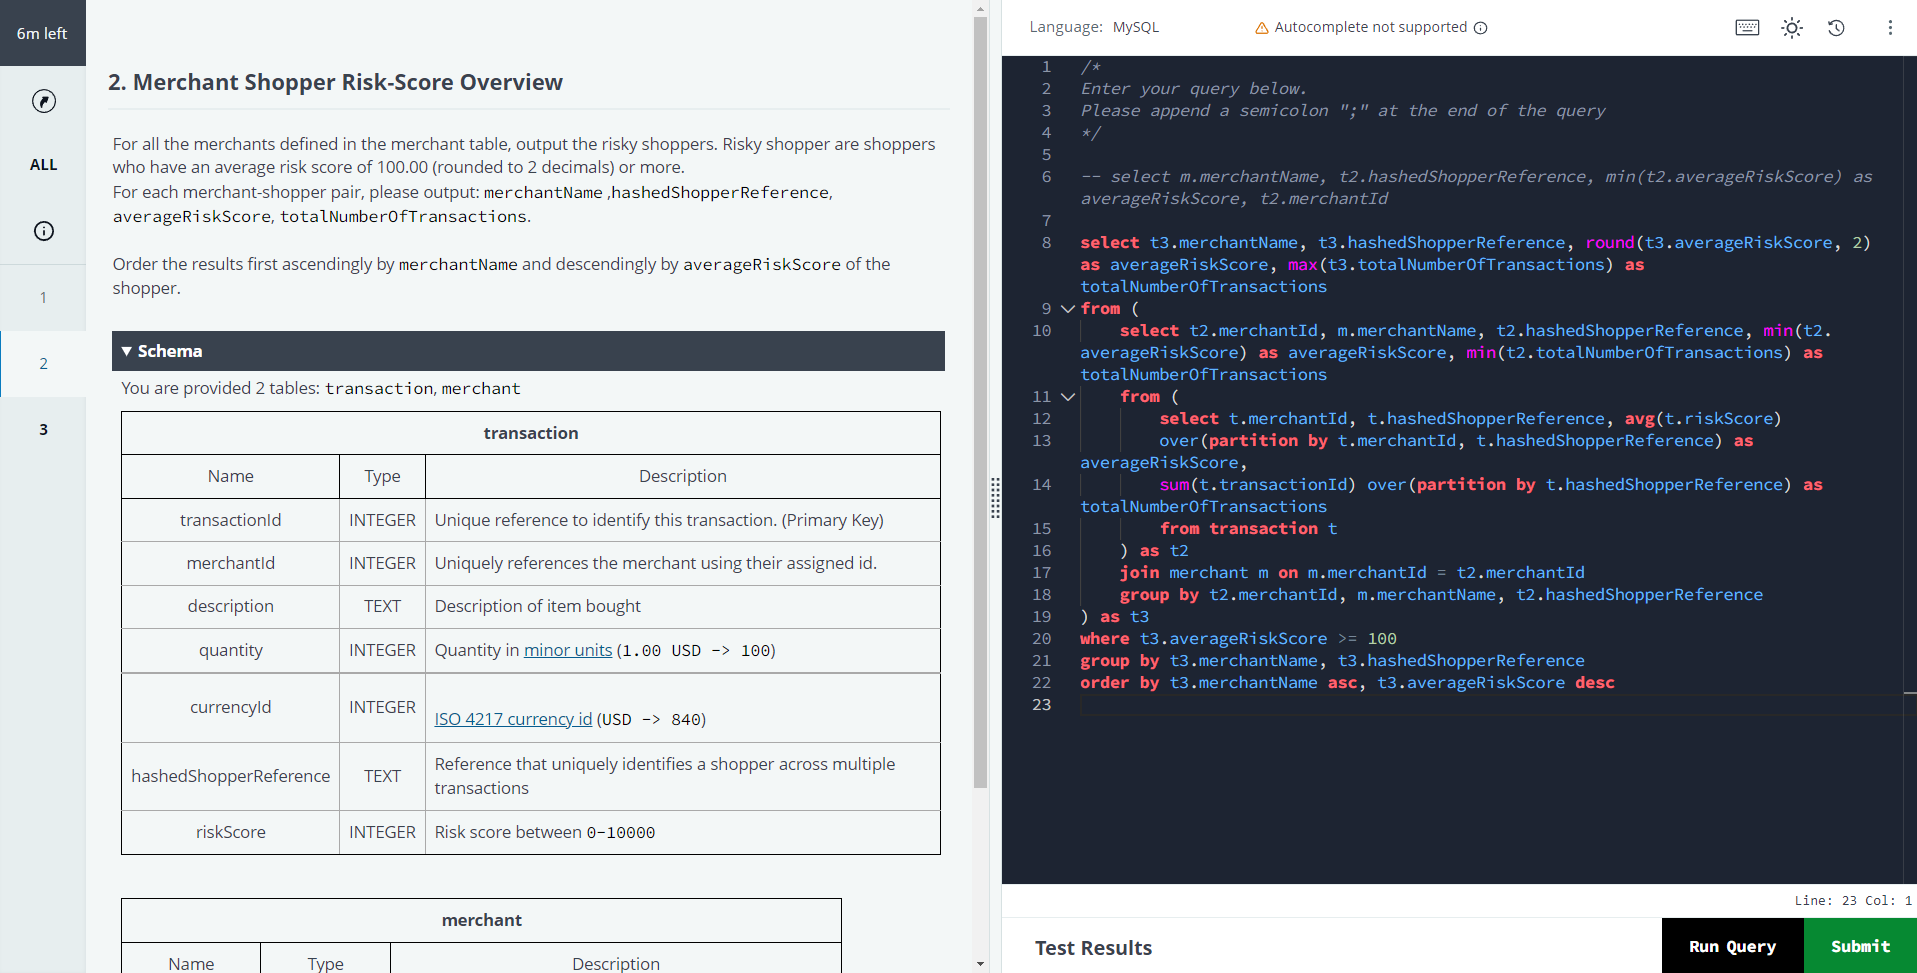 6m left
ALL
1
2
3
2. Merchant Shopper Risk-Score Overview
For all the merchants defined in the merchant table, output the risky shoppers. Risky shopper are shoppers
who have an average risk score of 100.00 (rounded to 2 decimals) or more.
For each merchant-shopper pair, please output: merchantName ,hashedShopperReference,
averageRiskScore, totalNumberOfTransactions.
Order the results first ascendingly by merchantName and descendingly by averageRiskScore of the
shopper.
▼ Schema
You are provided 2 tables: transaction, merchant
transaction
Name Type Description
transactionId INTEGER Unique reference to identify this transaction. (Primary Key)
merchantId INTEGER Uniquely references the merchant using their assigned id.
description TEXT Description of item bought
quantity INTEGER Quantity in minor units (1.00 USD -> 100)
currencyId INTEGER ISO 4217 currency id (USD -> 840)
hashedShopperReference TEXT Reference that uniquely identifies a shopper across multiple
transactions
riskScore INTEGER Risk score between 0-10000
merchant
Name Type Description
Language: MySQL Autocomplete not supported
1 /*
2 Enter your query below.
3 Please append a semicolon ";" at the end of the query
4 */
5
6 -- select m.merchantName, t2.hashedShopperReference, min(t2.averageRiskScore) as
averageRiskScore, t2.merchantId
7
8 select t3.merchantName, t3.hashedShopperReference, round(t3.averageRiskScore, 2)
as averageRiskScore, max(t3.totalNumberOfTransactions) as
totalNumberOfTransactions
9 from (
10 select t2.merchantId, m.merchantName, t2.hashedShopperReference, min(t2.
averageRiskScore) as averageRiskScore, min(t2.totalNumberOfTransactions) as
totalNumberOfTransactions
11 from (
12 select t.merchantId, t.hashedShopperReference, avg(t.riskScore)
13 over(partition by t.merchantId, t.hashedShopperReference) as
averageRiskScore,
14 sum(t.transactionId) over(partition by t.hashedShopperReference) as
totalNumberOfTransactions
15 from transaction t
16 ) as t2
17 join merchant m on m.merchantId = t2.merchantId
18 group by t2.merchantId, m.merchantName, t2.hashedShopperReference
19 ) as t3
20 where t3.averageRiskScore >= 100
21 group by t3.merchantName, t3.hashedShopperReference
22 order by t3.merchantName asc, t3.averageRiskScore desc
23
Line: 23 Col: 1
Test Results Run Query Submit